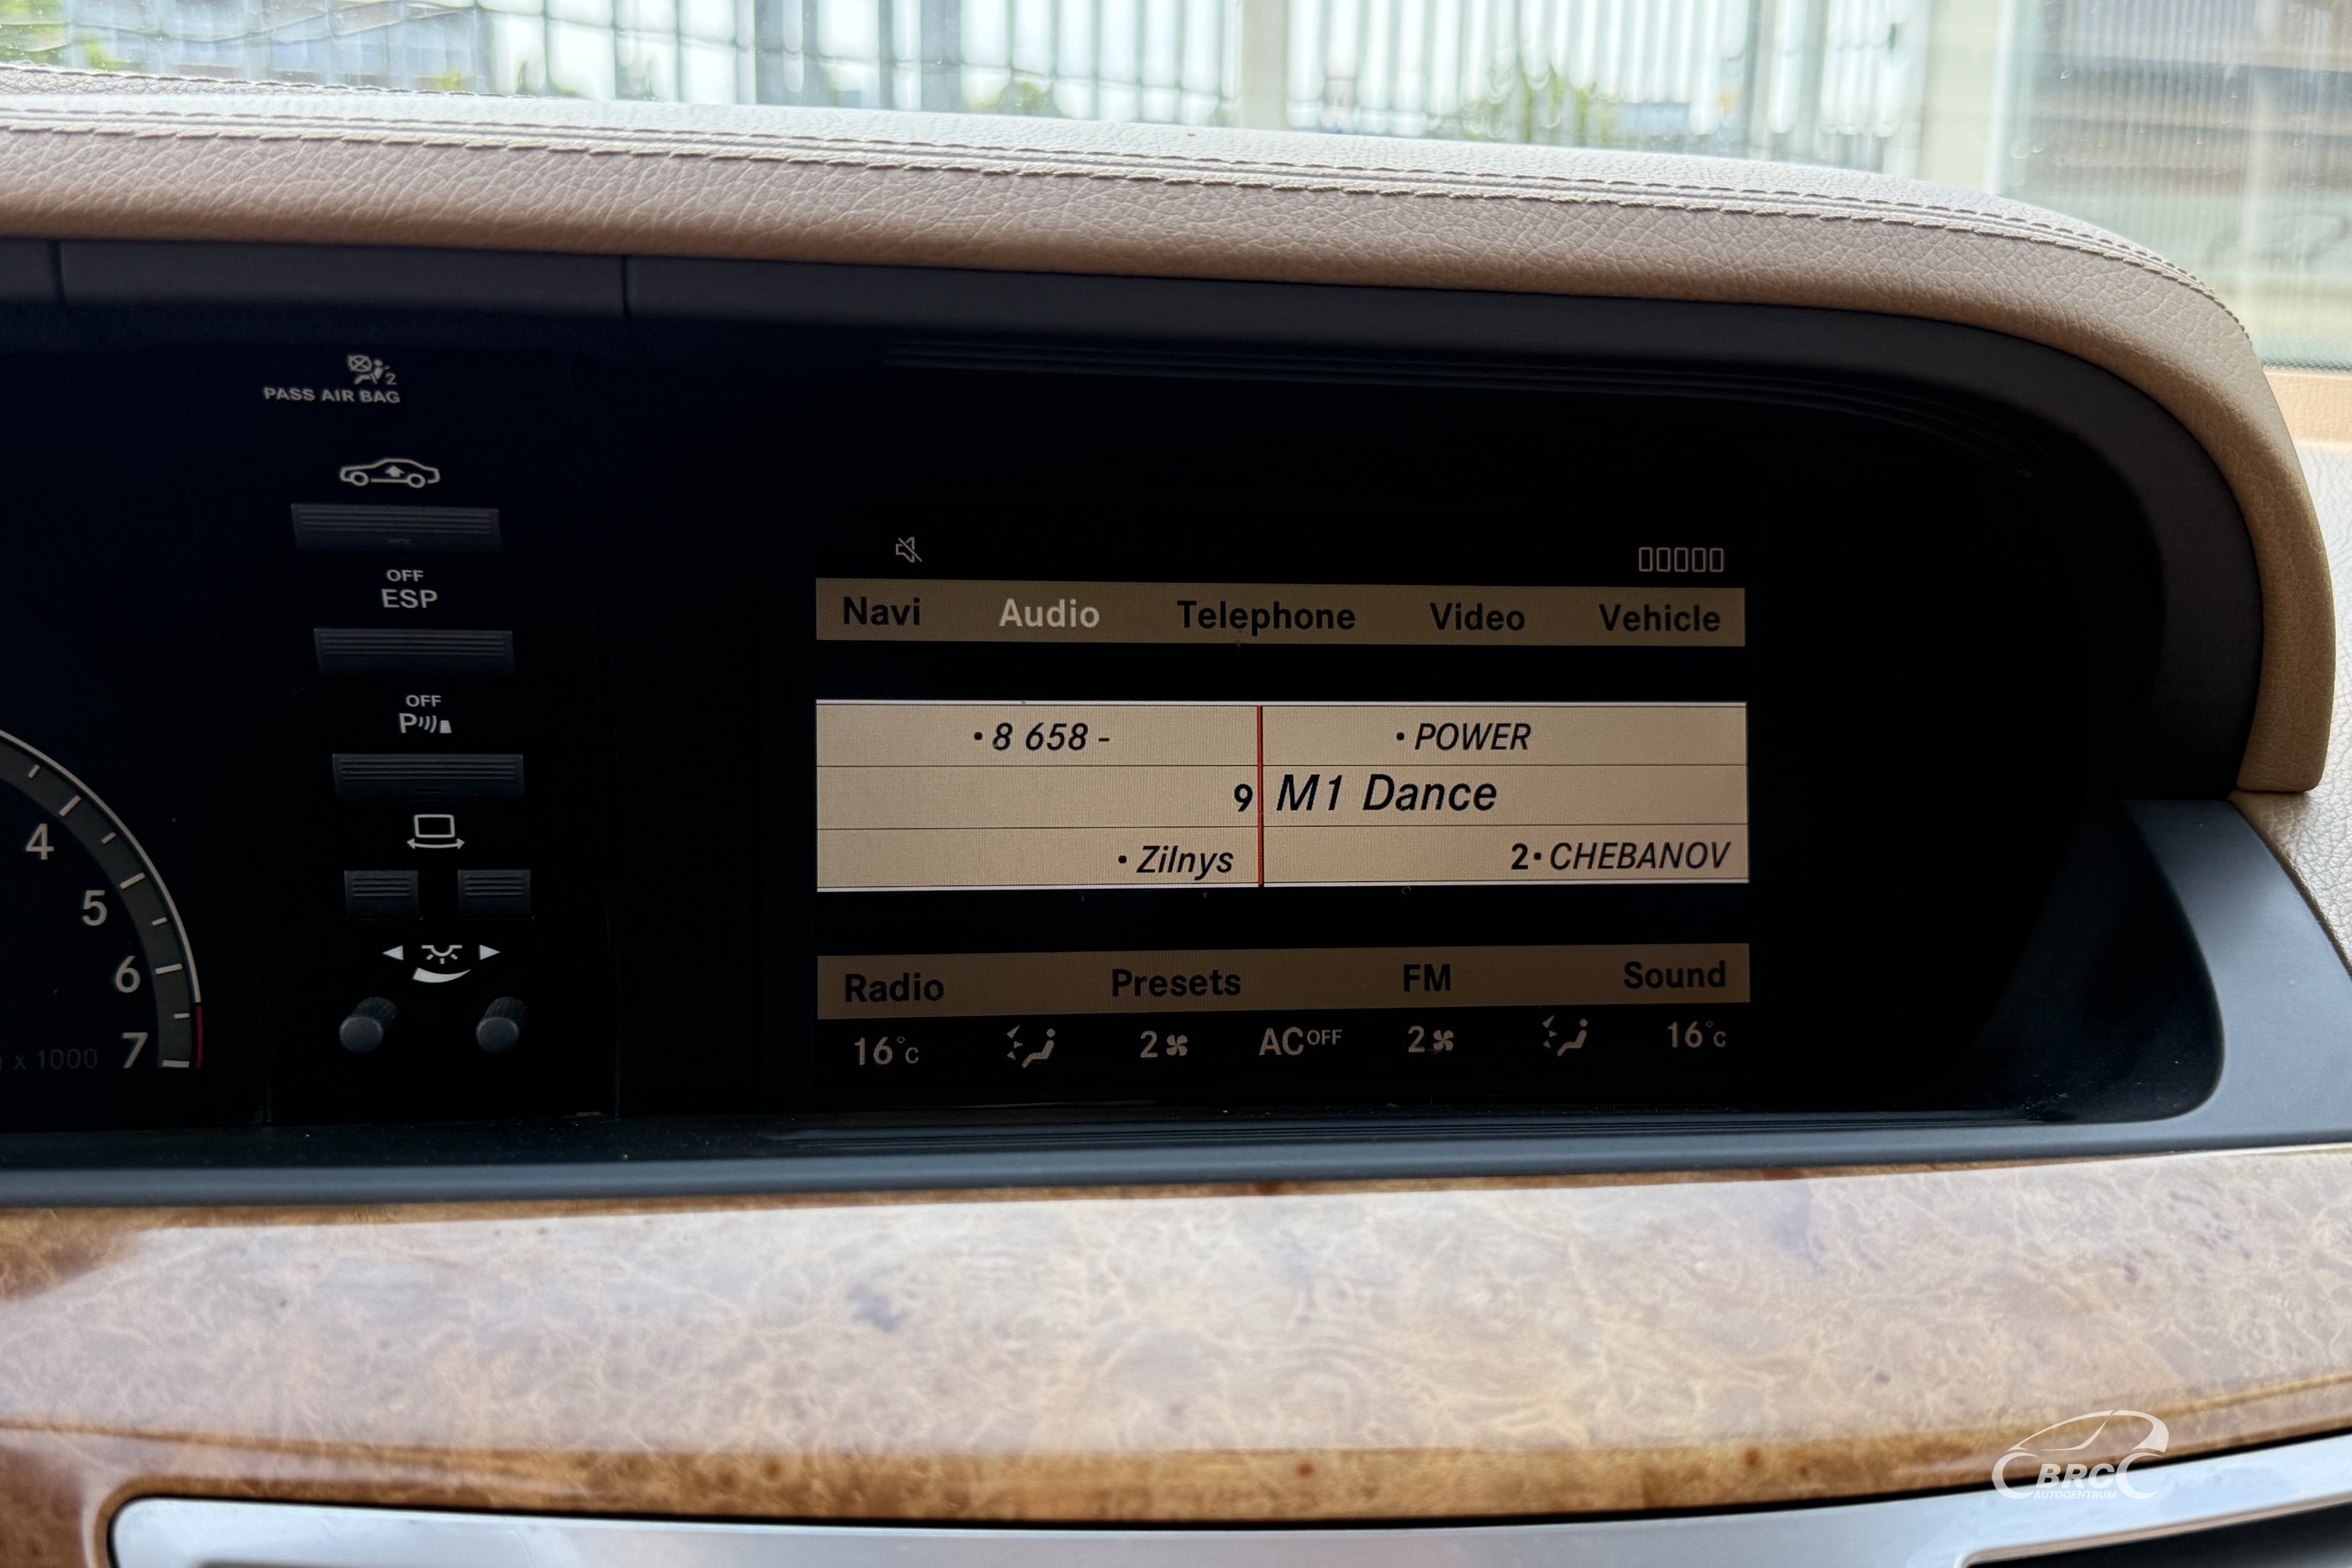 2
PASS AIR BAG
OFF
ESP
OFF
P
4
5
6
7
x 1000
Navi Audio Telephone Video Vehicle
•8 658 - •POWER
9 M1 Dance
•Zilnys 2•CHEBANOV
Radio Presets FM Sound
16°C 2 AC OFF 2 16°C
BRC
AUTOCENTRUM